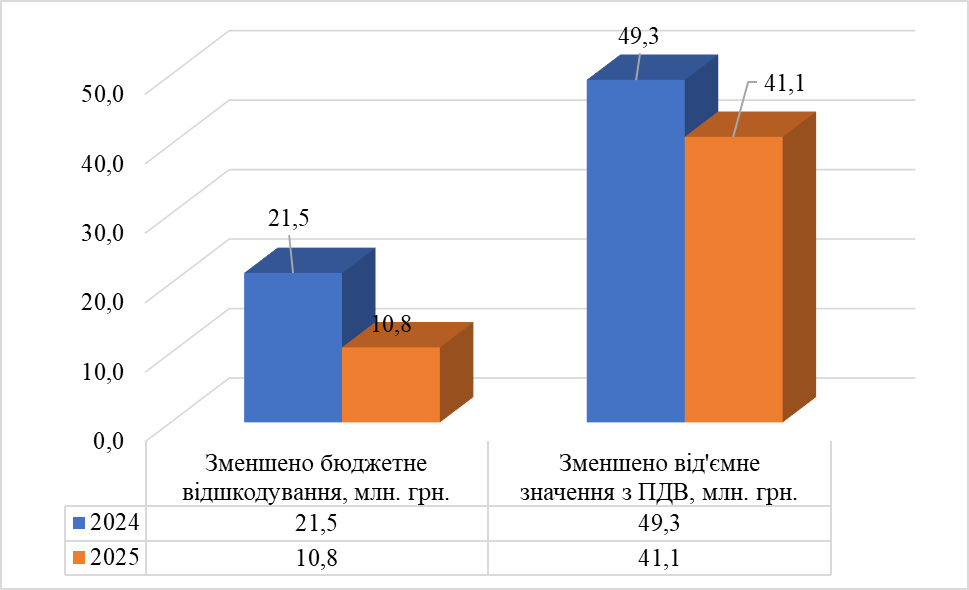 49,3
50,0
41,1
40,0
30,0
21,5
20,0
10,8
10,0
0,0
Зменшено бюджетне
відшкодування, млн. грн.
Зменшено від'ємне
значення з ПДВ, млн. грн.
2024 21,5 49,3
2025 10,8 41,1